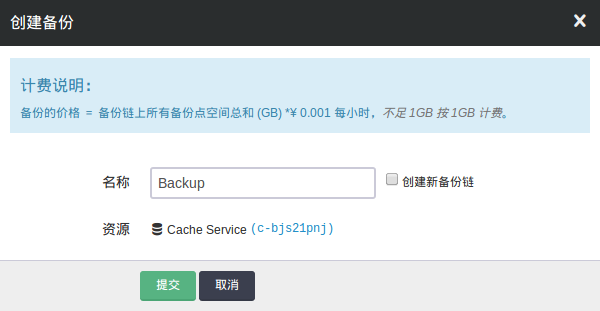 创建备份
计费说明：
备份的价格 = 备份链上所有备份点空间总和 (GB) *¥ 0.001 每小时，不足 1GB 按 1GB 计费。
名称 Backup 创建新备份链
资源 Cache Service (c-bjs21pnj)
提交 取消